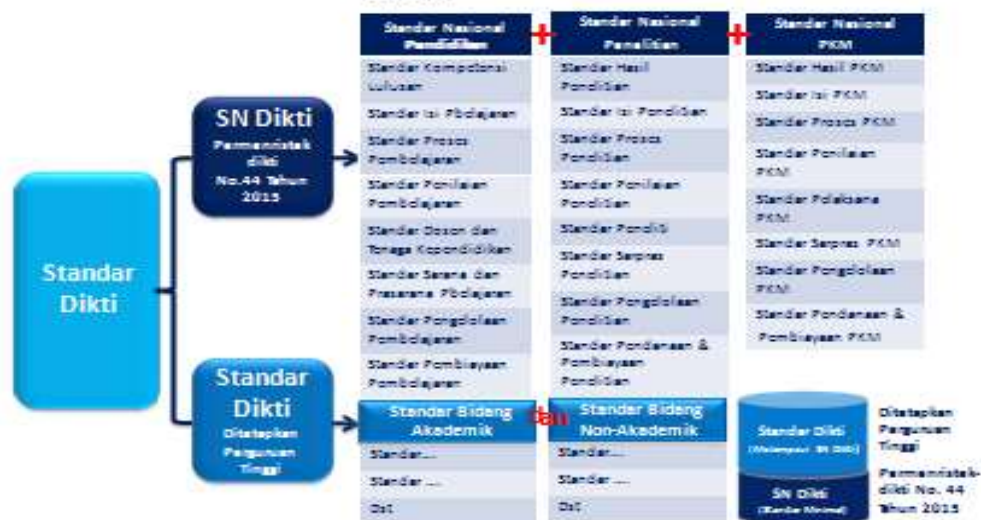 Standar
Dikti
SN Dikti
Permenristek
dikti
No.44 Tahun
2015
Standar
Dikti
Ditetapkan
Perguruan
Tinggi
Standar Nasional
Pendidikan
Standar Kompetensi
Lulusan
Standar Isi Pbelajaran
Standar Proses
Pembelajaran
Standar Penilaian
Pembelajaran
Standar Dosen dan
Tenaga Kependidikan
Standar Sarana dan
Prasarana Pbelajaran
Standar Pengelolaan
Pembelajaran
Standar Pembiayaan
Pembelajaran
+
Standar Nasional
Penelitian
Standar Hasil
Penelitian
Standar Isi Penelitian
Standar Proses
Penelitian
Standar Penilaian
Penelitian
Standar Peneliti
Standar Sarpras
Penelitian
Standar Pengelolaan
Penelitian
Standar Pendanaan &
Pembiayaan
Penelitian
+
Standar Nasional
PKM
Standar Hasil PKM
Standar Isi PKM
Standar Proses PKM
Standar Penilaian
PKM
Standar Pelaksana
PKM
Standar Sarpras PKM
Standar Pengelolaan
PKM
Standar Pendanaan &
Pembiayaan PKM
Standar Bidang
Akademik
Standar...
Standar ...
Dst
dan
Standar Bidang
Non-Akademik
Standar...
Standar ...
Dst
Standar Dikti
(Melampaui SN Dikti)
SN Dikti
(Standar Minimal)
Ditetapkan
Perguruan
Tinggi
Permenristek-
dikti No. 44
Tahun 2015